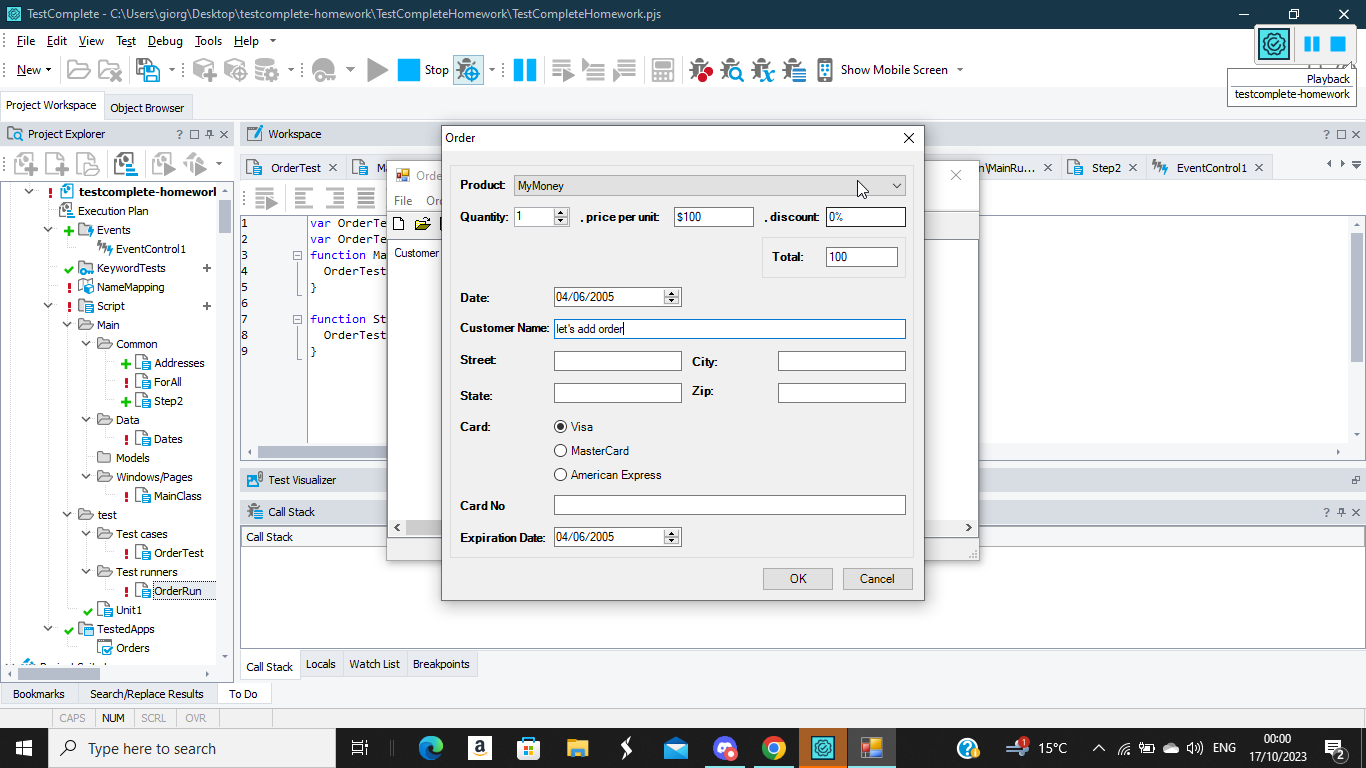 TestComplete - C:\Users\giorg\Desktop\testcomplete-homework\TestCompleteHomework\TestCompleteHomework.pjs
File Edit View Test Debug Tools Help
New Stop Show Mobile Screen
Playback
testcomplete-homework
Project Workspace Object Browser
Project Explorer
Workspace
OrderTest Ma n\MainRu... Step2 EventControl1
testcomplete-homework
Execution Plan
Events
EventControl1
KeywordTests
NameMapping
Script
Main
Common
Addresses
ForAll
Step2
Data
Dates
Models
Windows/Pages
MainClass
test
Test cases
OrderTest
Test runners
OrderRun
Unit1
TestedApps
Orders
1 var OrderTe
2 var OrderTe
3 function Ma
4 OrderTest
5 }
6
7 function St
8 OrderTest
9 }
Orde
File Or
Customer
Order
Product: MyMoney
Quantity: 1 . price per unit: $100 . discount: 0%
Total: 100
Date: 04/06/2005
Customer Name: let's add order
Street: City:
State: Zip:
Card: Visa
MasterCard
American Express
Card No
Expiration Date: 04/06/2005
OK Cancel
Test Visualizer
Call Stack
Call Stack
Call Stack Locals Watch List Breakpoints
Bookmarks Search/Replace Results To Do
CAPS NUM SCRL OVR
Type here to search
15°C ENG 00:00
17/10/2023
2